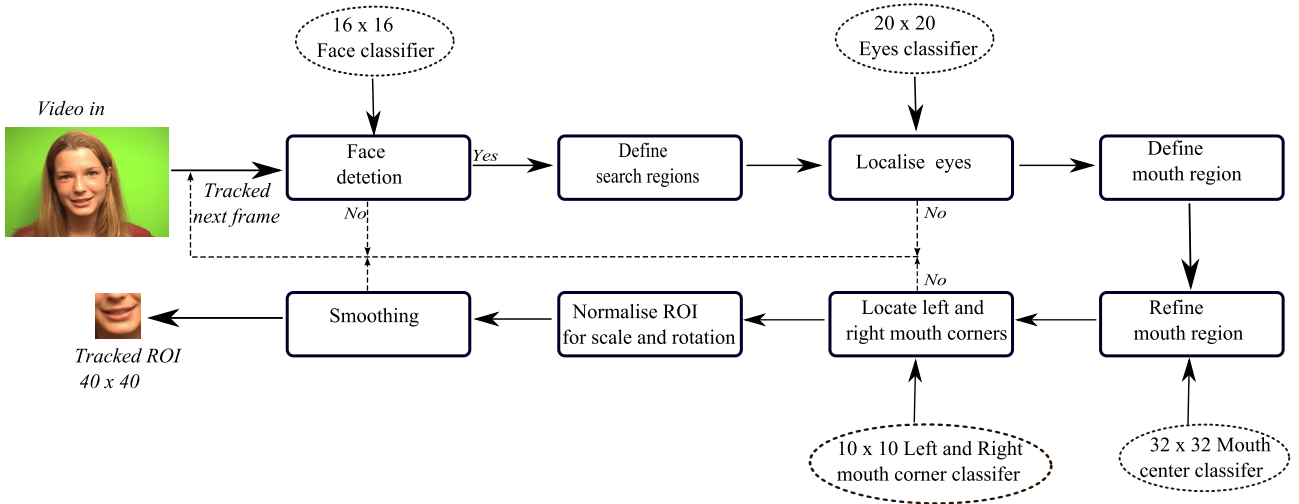 16 x 16
Face classifier
20 x 20
Eyes classifier
Video in
Face
detetion
Yes
Define
search regions
Localise eyes
Define
mouth region
Tracked
next frame
No
No
No
Smoothing
Normalise ROI
for scale and rotation
Locate left and
right mouth corners
Refine
mouth region
Tracked ROI
40 x 40
10 x 10 Left and Right
mouth corner classifer
32 x 32 Mouth
center classifer